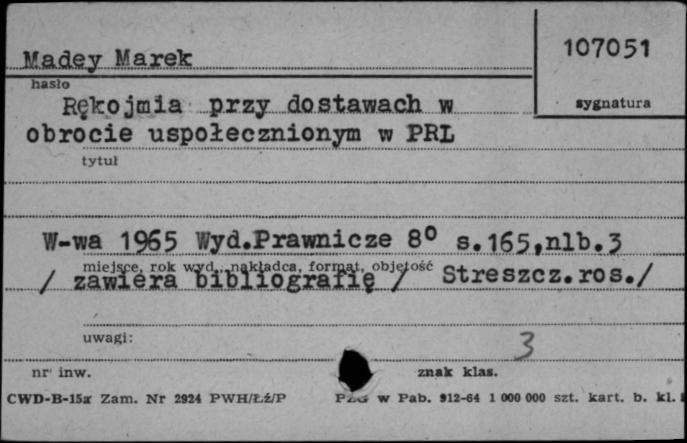 Madey Marek
107051
hasło
sygnatura
Rękojmia przy dostawach w
obrocie uspołecznionym w PRL
tytuł
W-wa 1965 Wyd.Prawnicze 8⁰ s.165,nlb.3
miejsce, rok wyd., nakładca, format, objętość
/ zawiera bibliografię / Streszcz.ros./
uwagi:
3
nr inw.
znak klas.
CWD-B-15a Zam. Nr 2924 PWH/Łź/P
w Pab. 912-64 1 000 000 szt. kart. b. kl.